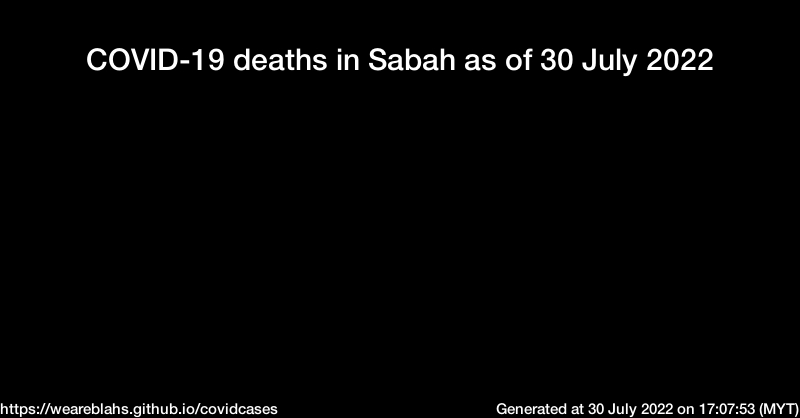 COVID-19 deaths in Sabah as of 30 July 2022
https://weareblahs.github.io/covidcases
Generated at 30 July 2022 on 17:07:53 (MYT)